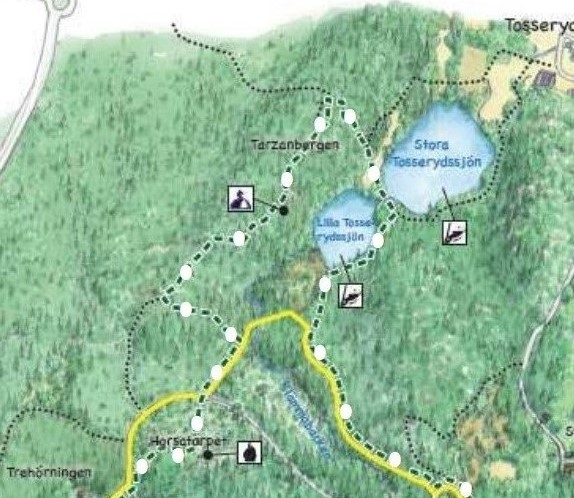 Tosseryd
Tarzanbergen
Stora
Tosserydssjön
Lilla Tosse-
rydssjön
Horsatorpet
Trehörningen